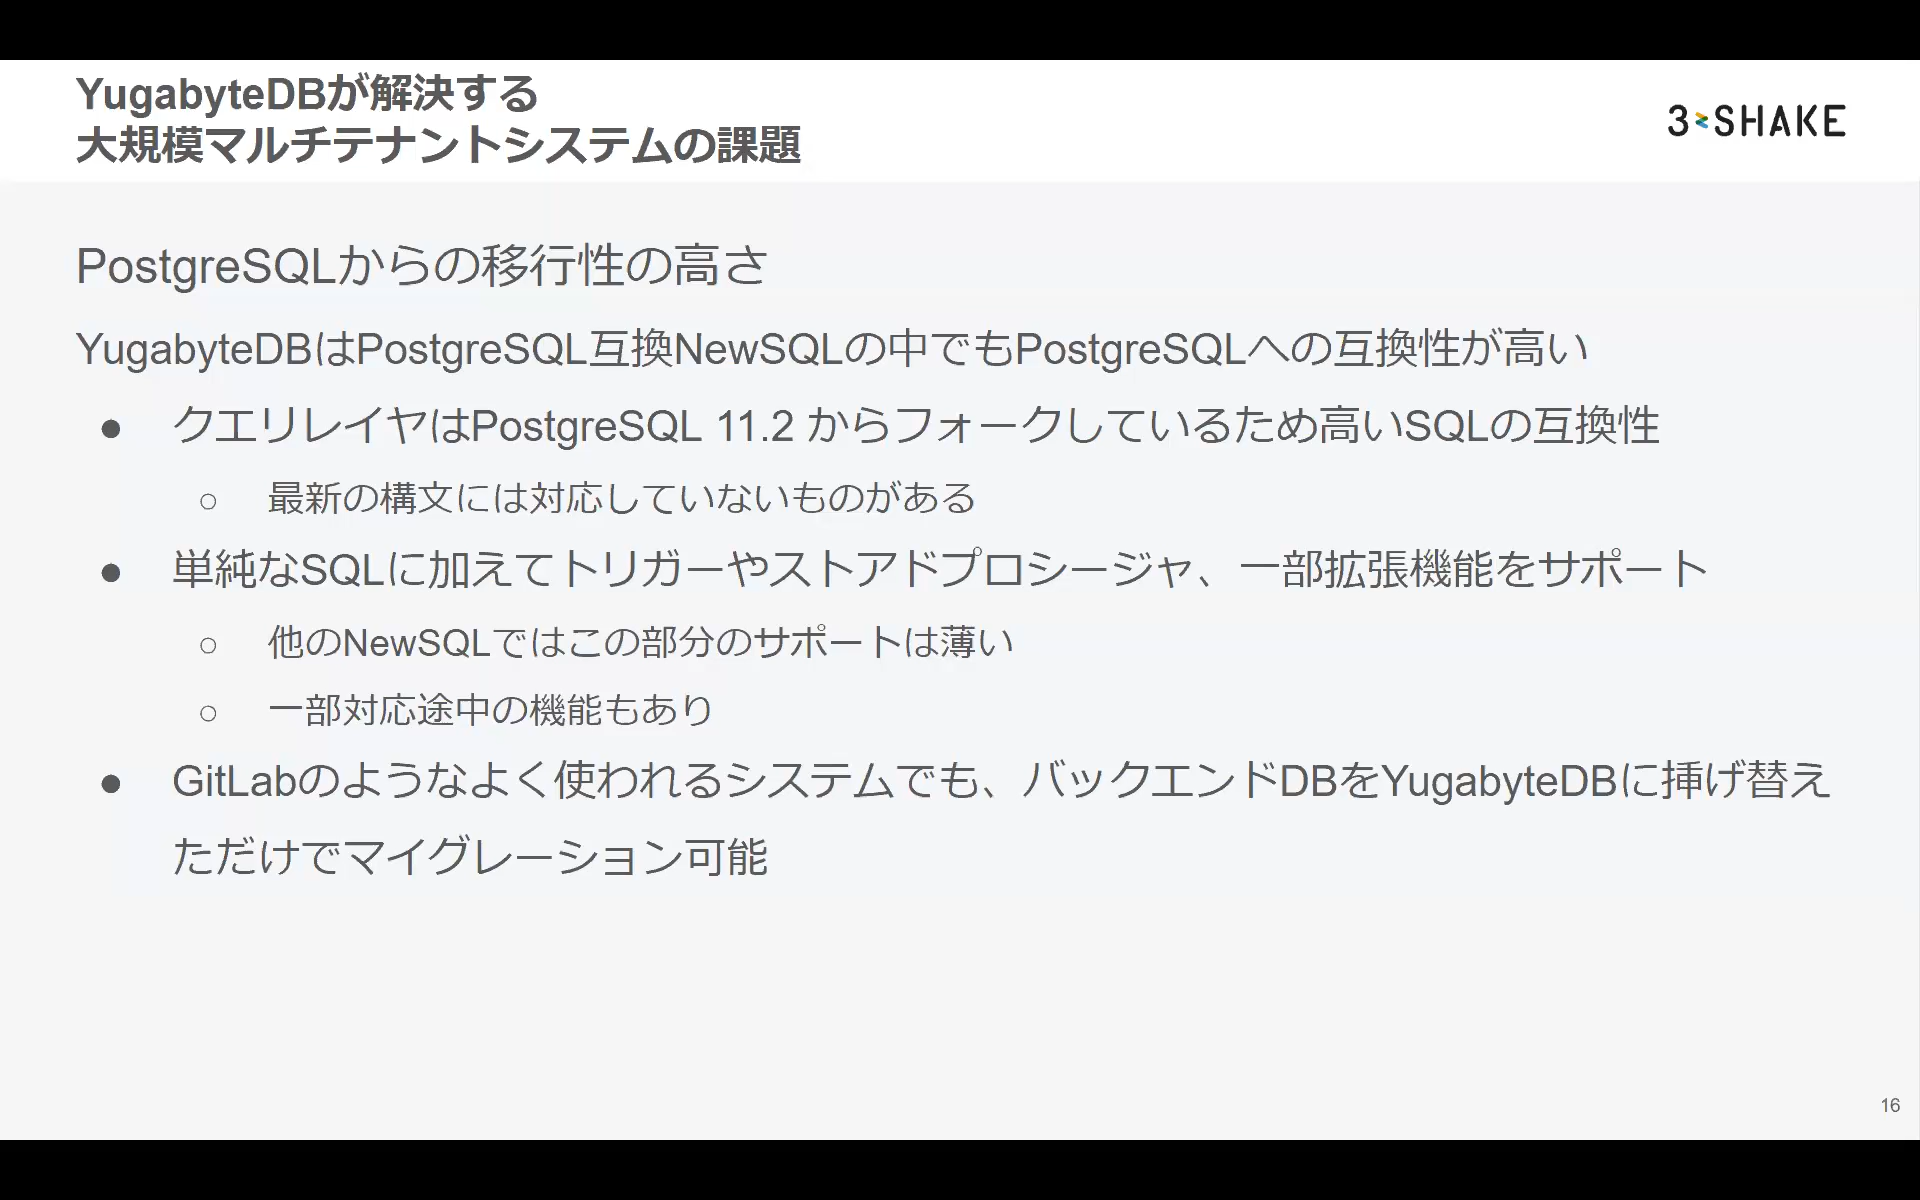 YugabyteDBが解決する
大規模マルチテナントシステムの課題
3-SHAKE
PostgreSQLからの移行性の高さ
YugabyteDBはPostgreSQL互換NewSQLの中でもPostgreSQLへの互換性が高い
● クエリレイヤはPostgreSQL 11.2 からフォークしているため高いSQLの互換性
○ 最新の構文には対応していないものがある
● 単純なSQLに加えてトリガーやストアドプロシージャ、一部拡張機能をサポート
○ 他のNewSQLではこの部分のサポートは薄い
○ 一部対応途中の機能もあり
● GitLabのようなよく使われるシステムでも、バックエンドDBをYugabyteDBに挿げ替え
ただけでマイグレーション可能
16